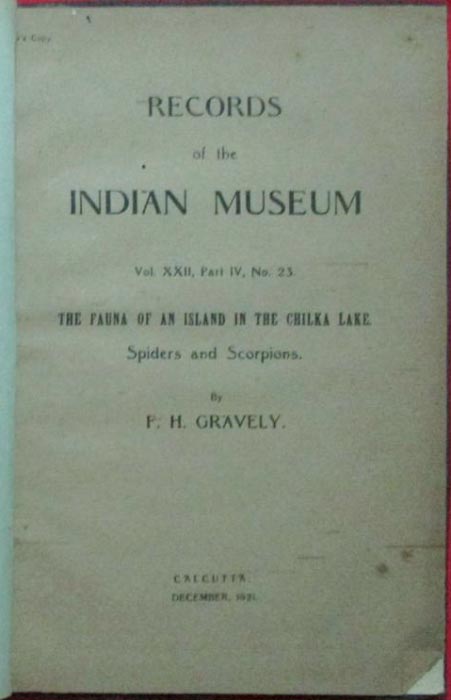 Copy
RECORDS
of the
INDIAN MUSEUM
Vol. XXII, Part IV, No. 23.
THE FAUNA OF AN ISLAND IN THE CHILKA LAKE.
Spiders and Scorpions.
By
F. H. GRAVELY.
CALCUTTA.
DECEMBER, 1921.